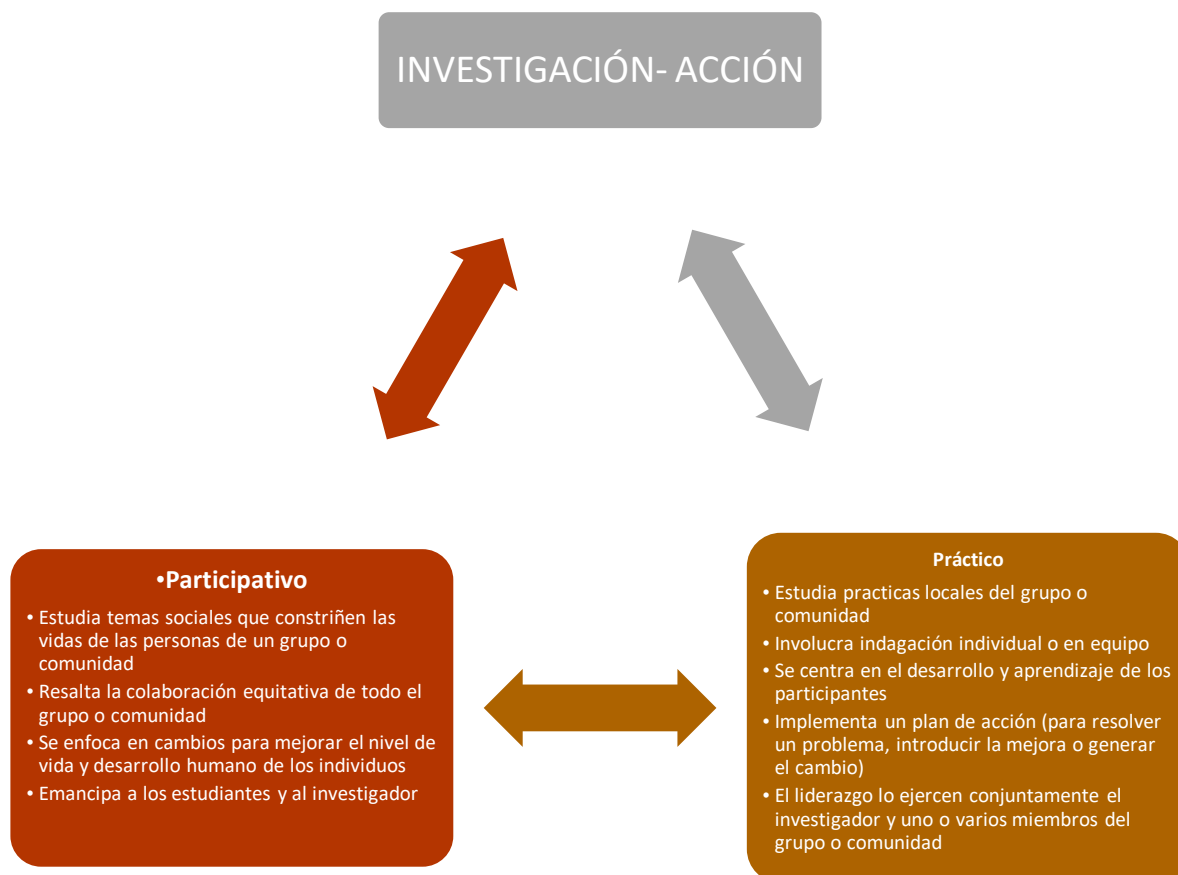 INVESTIGACIÓN- ACCIÓN
•Participativo
• Estudia temas sociales que constriñen las
vidas de las personas de un grupo o
comunidad
• Resalta la colaboración equitativa de todo el
grupo o comunidad
• Se enfoca en cambios para mejorar el nivel de
vida y desarrollo humano de los individuos
• Emancipa a los estudiantes y al investigador
Práctico
• Estudia practicas locales del grupo o
comunidad
• Involucra indagación individual o en equipo
• Se centra en el desarrollo y aprendizaje de los
participantes
• Implementa un plan de acción (para resolver
un problema, introducir la mejora o generar
el cambio)
• El liderazgo lo ejercen conjuntamente el
investigador y uno o varios miembros del
grupo o comunidad